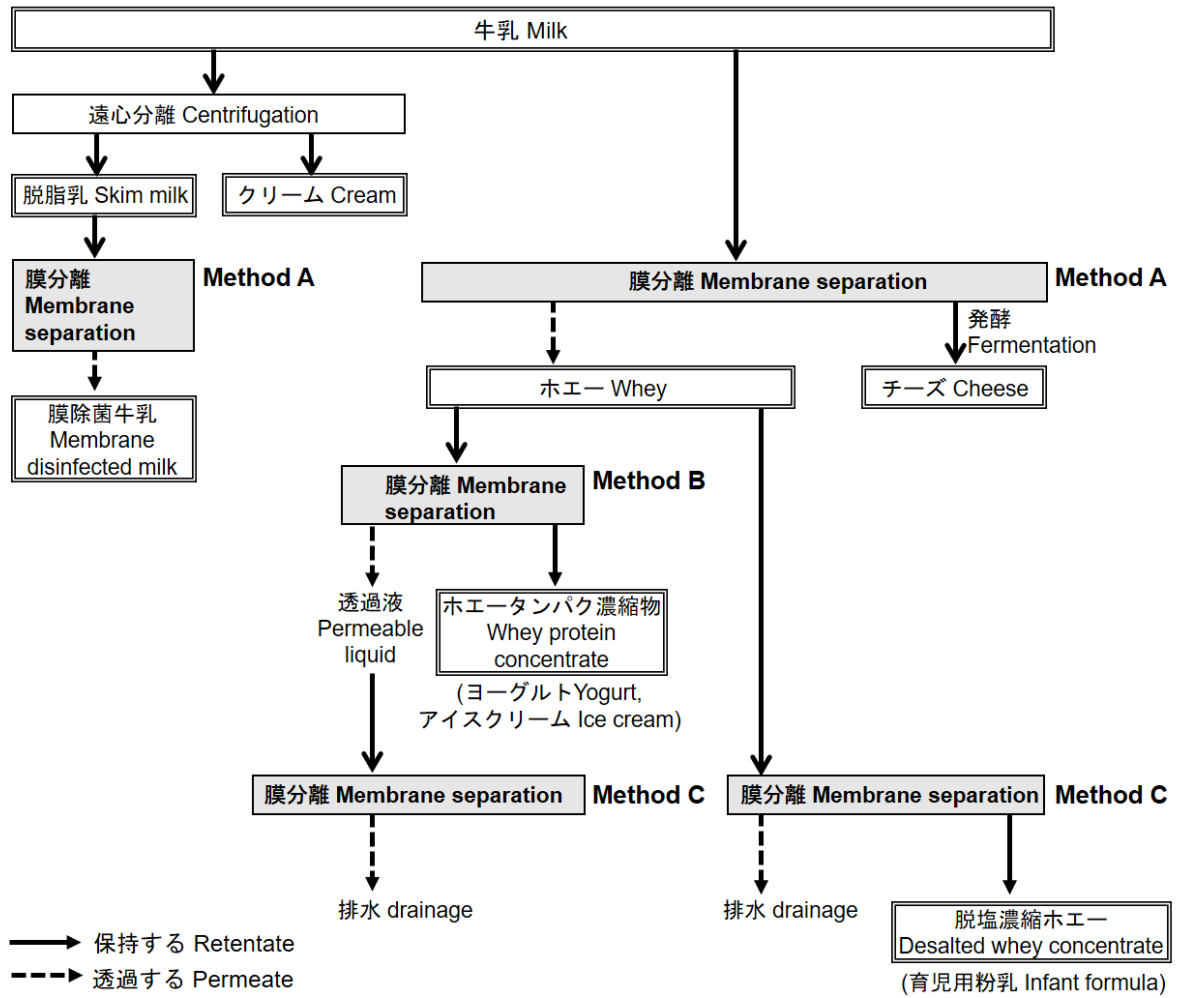 牛乳 Milk
遠心分離 Centrifugation
脱脂乳 Skim milk
クリーム Cream
膜分離
Membrane
separation
Method A
膜分離 Membrane separation
Method A
発酵
Fermentation
膜除菌牛乳
Membrane
disinfected milk
ホエー Whey
チーズ Cheese
膜分離 Membrane
separation
Method B
透過液
Permeable
liquid
ホエータンパク濃縮物
Whey protein
concentrate
(ヨーグルトYogurt,
アイスクリーム Ice cream)
膜分離 Membrane separation
Method C
膜分離 Membrane separation
Method C
排水 drainage
排水 drainage
脱塩濃縮ホエー
Desalted whey concentrate
(育児用粉乳 Infant formula)
保持する Retentate
透過する Permeate